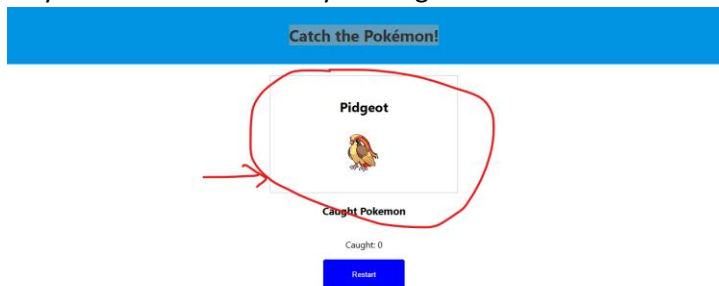 Catch the Pokémon!
Pidgeot
Caught Pokemon
Caught: 0
Restart